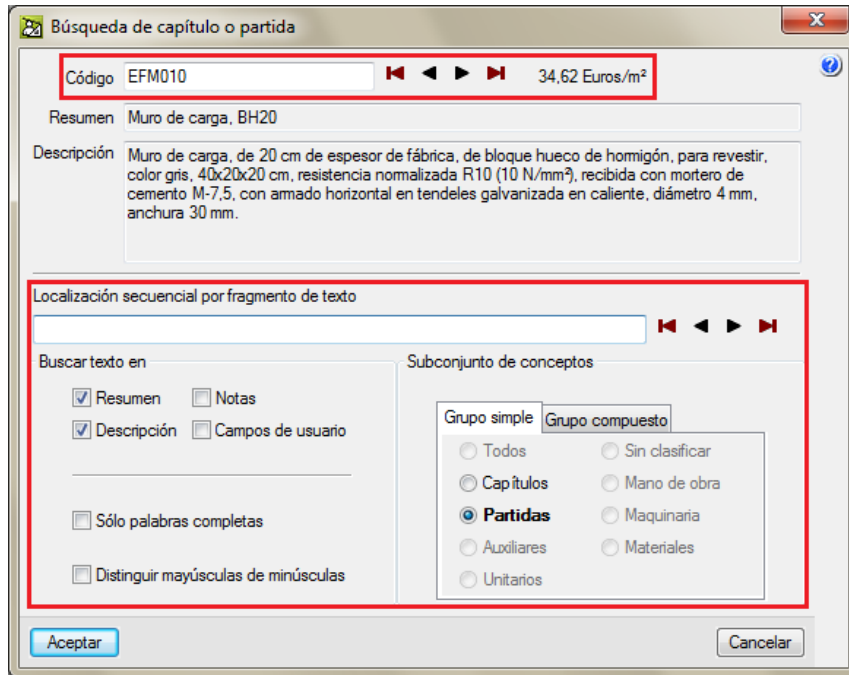 Búsqueda de capítulo o partida
Código EFM010 34,62 Euros/m²
Resumen Muro de carga, BH20
Descripción Muro de carga, de 20 cm de espesor de fábrica, de bloque hueco de hormigón, para revestir,
color gris, 40x20x20 cm, resistencia normalizada R10 (10 N/mm²), recibida con mortero de
cemento M-7,5, con armado horizontal en tendeles galvanizada en caliente, diámetro 4 mm,
anchura 30 mm.
Localización secuencial por fragmento de texto
Buscar texto en Subconjunto de conceptos
Resumen Notas
Descripción Campos de usuario
Sólo palabras completas
Distinguir mayúsculas de minúsculas
Grupo simple Grupo compuesto
Todos Sin clasificar
Capítulos Mano de obra
Partidas Maquinaria
Auxiliares Materiales
Unitarios
Aceptar Cancelar